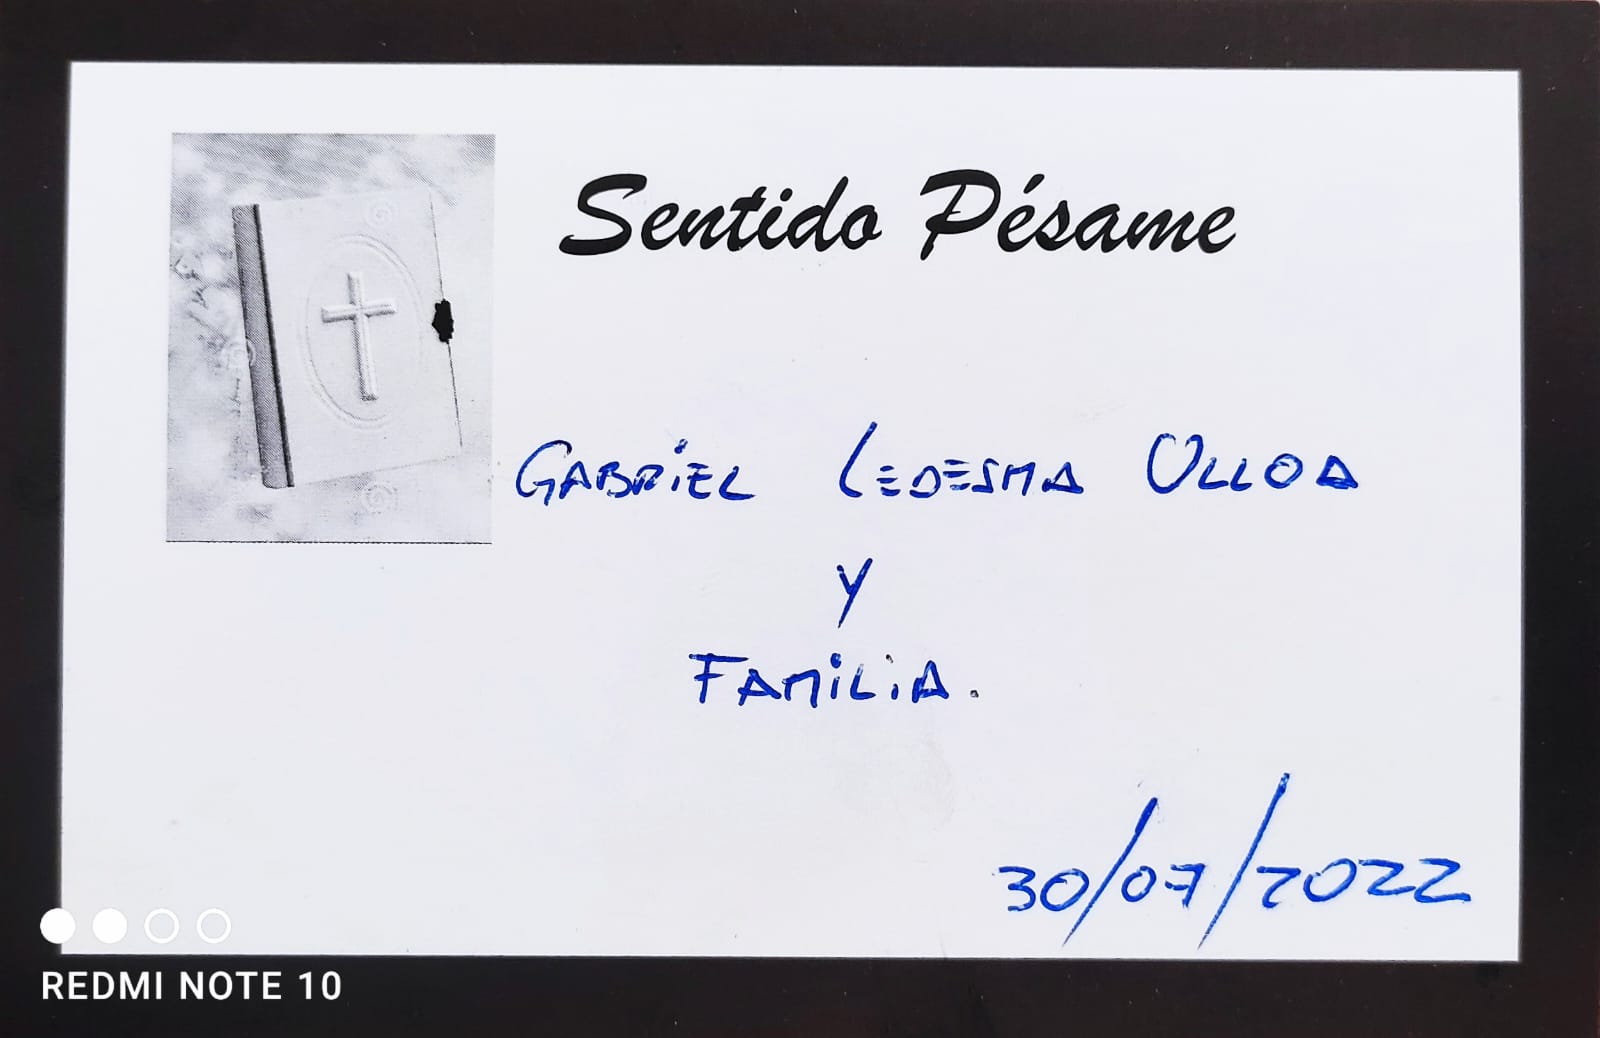 Sentido Pésame
GABRIEL LEDESMA ULLOA
Y
FAMILIA.
30/07/2022
REDMI NOTE 10